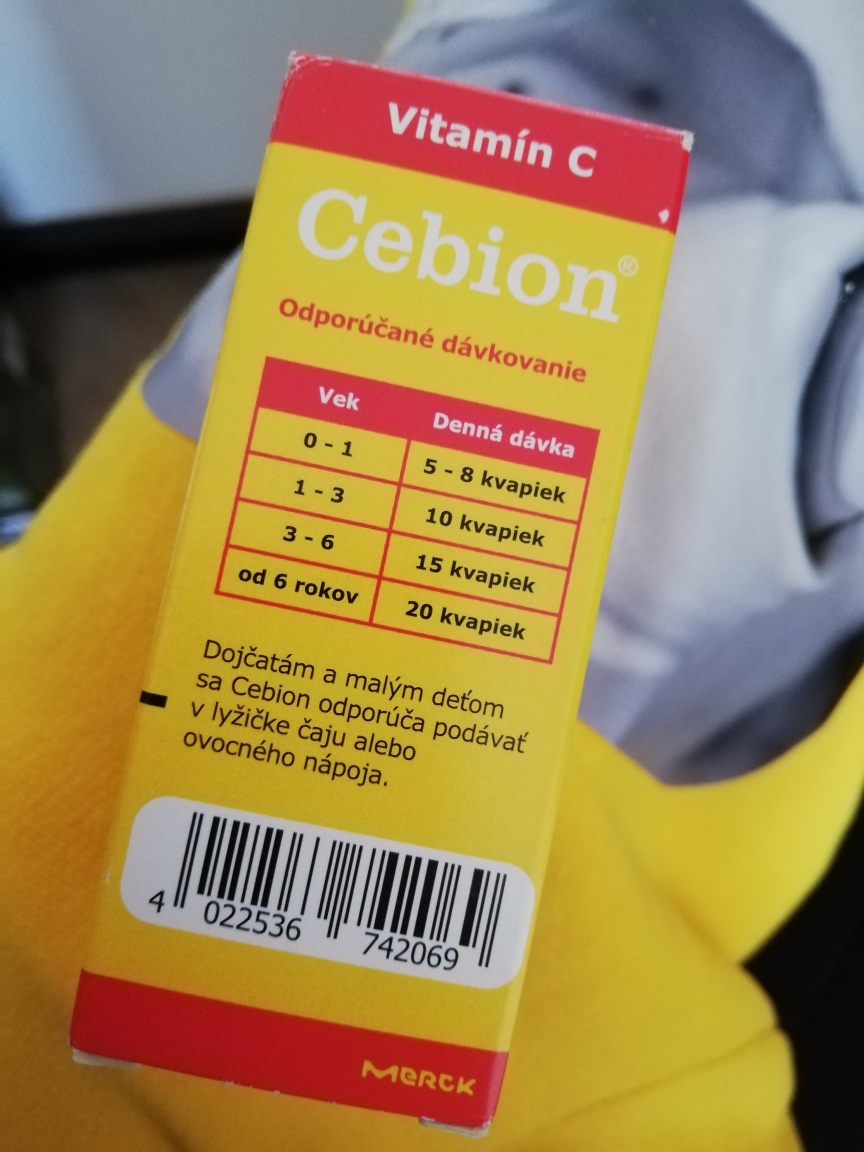 Vitamín C
Cebion®
Odporúčané dávkovanie
Vek Denná dávka
0 - 1 5 - 8 kvapiek
1 - 3 10 kvapiek
3 - 6 15 kvapiek
od 6 rokov 20 kvapiek
Dojčatám a malým deťom
sa Cebion odporúča podávať
v lyžičke čaju alebo
ovocného nápoja.
4 022536 742069
Merck